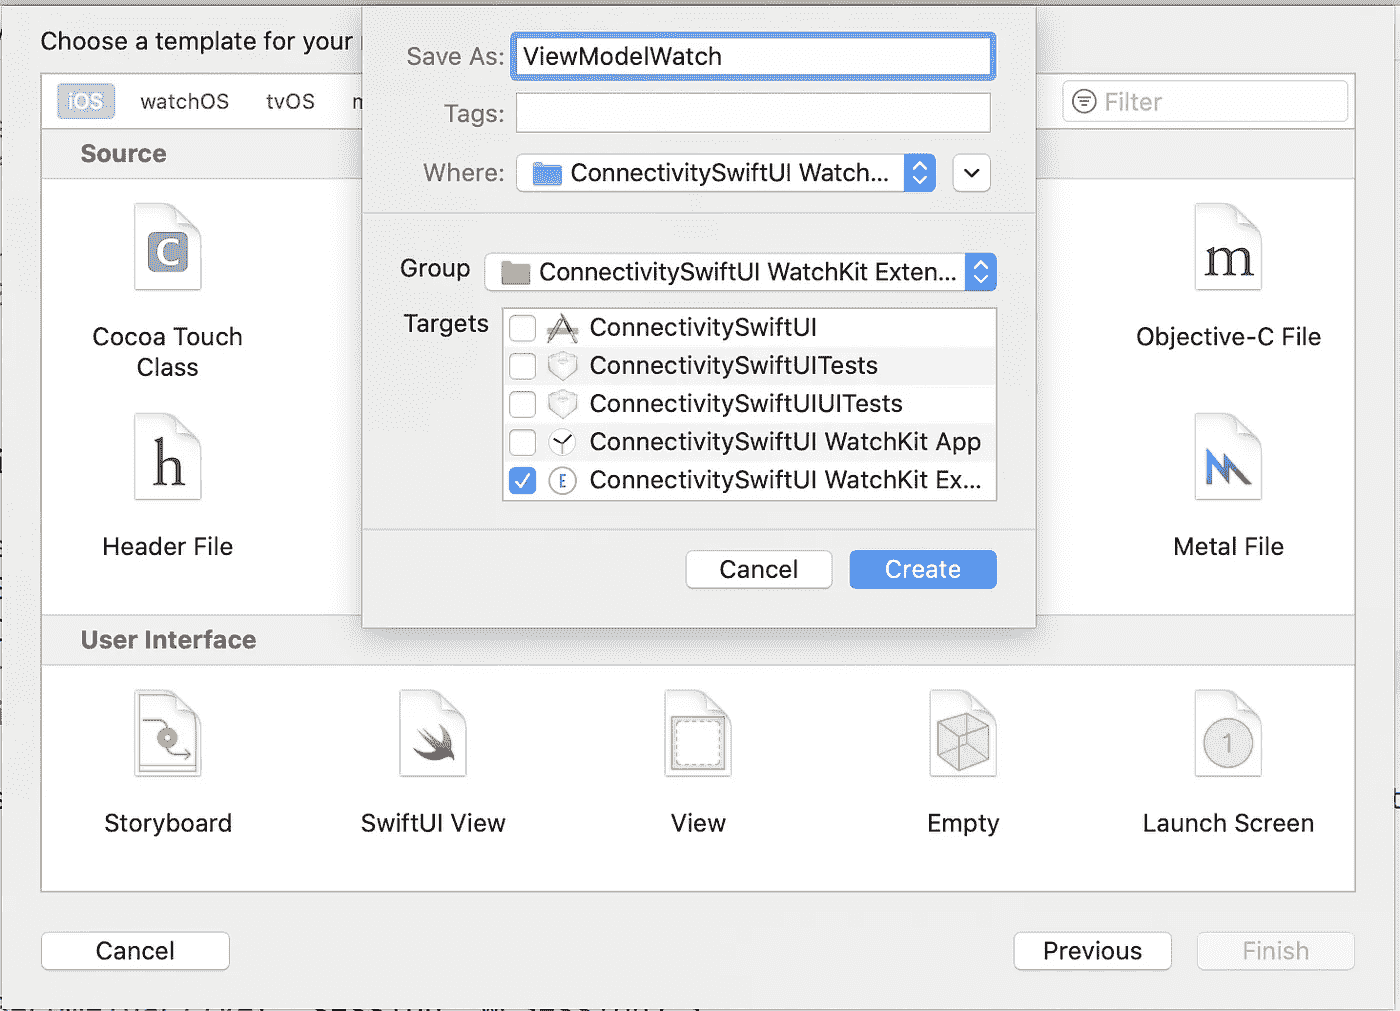 Choose a template for your
Save As: ViewModelWatch
Tags:
Where: ConnectivitySwiftUI Watch...
iOS watchOS tvOS
Filter
Source
Group ConnectivitySwiftUI WatchKit Exten...
Targets
ConnectivitySwiftUI
ConnectivitySwiftUITests
ConnectivitySwiftUIUITests
ConnectivitySwiftUI WatchKit App
E ConnectivitySwiftUI WatchKit Ex...
Cancel Create
C
Cocoa Touch
Class
m
Objective-C File
h
Header File
Metal File
User Interface
Storyboard
SwiftUI View
View
Empty
1
Launch Screen
Cancel
Previous
Finish